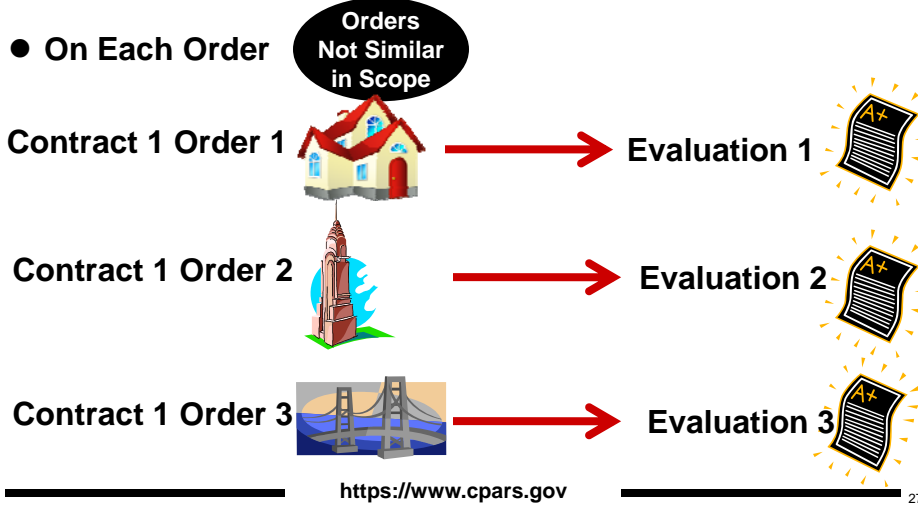 ● On Each Order
Orders
Not Similar
in Scope
Contract 1 Order 1
Evaluation 1
A+
Contract 1 Order 2
Evaluation 2
A+
Contract 1 Order 3
Evaluation 3
A+
https://www.cpars.gov
27